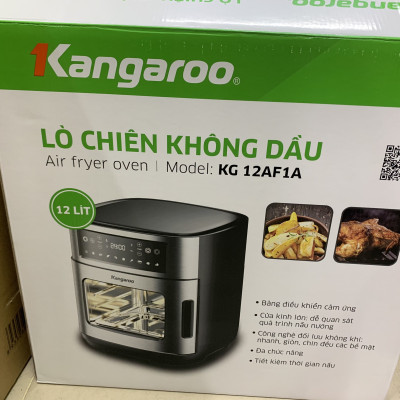 Kangaroo®
LÒ CHIÊN KHÔNG DẦU
Air fryer oven | Model: KG 12AF1A
12 LÍT
Kangaroo
• Bảng điều khiển cảm ứng
• Cửa kính lớn: dễ quan sát
quá trình nấu nướng
• Công nghệ đối lưu không khí
nhanh, giòn, chín đều các bề mặt
• Đa chức năng
• Tiết kiệm thời gian nấu